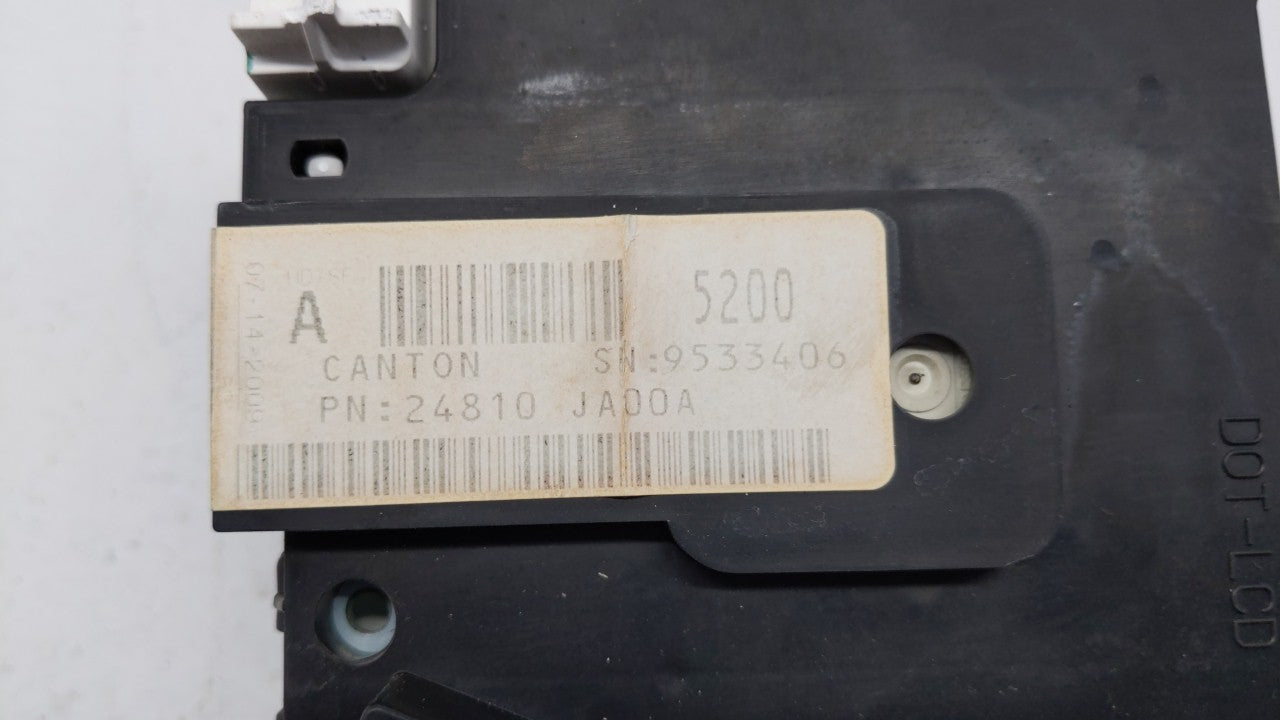 07-14-2009
A
5200
CANTON SN:9533406
PN:24810 JA00A
DOT-LCD